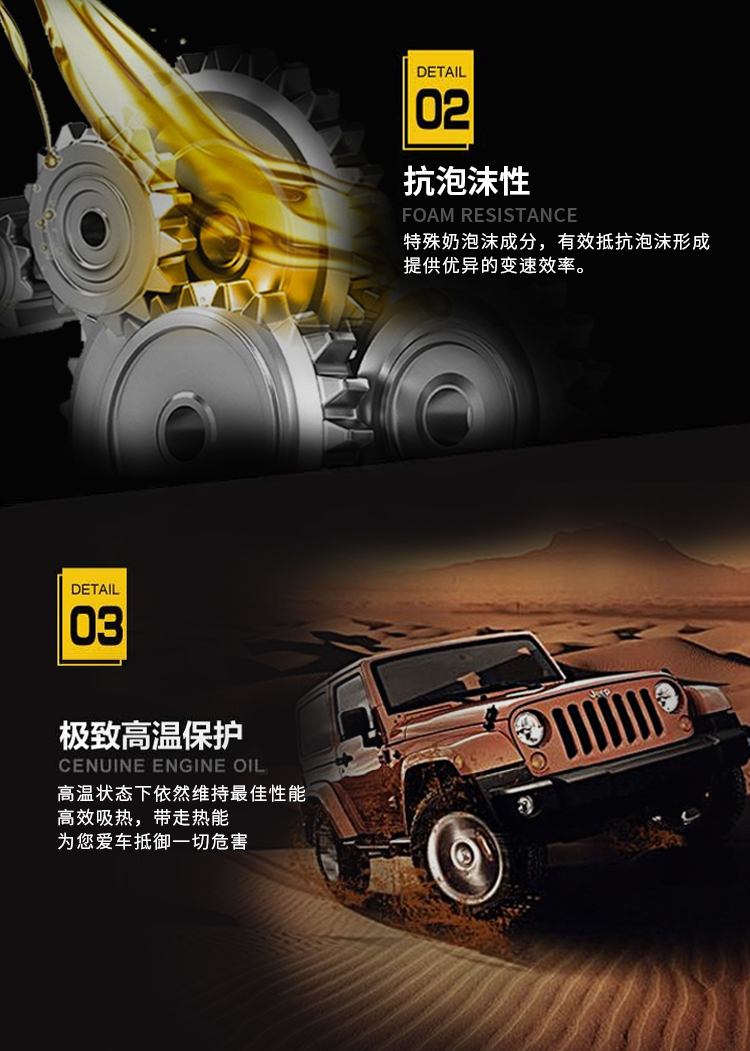 DETAIL
02
抗泡沫性
FOAM RESISTANCE
特殊奶泡沫成分，有效抵抗泡沫形成
提供优异的变速效率。
DETAIL
03
极致高温保护
CENUINE ENGINE OIL
高温状态下依然维持最佳性能
高效吸热，带走热能
为您爱车抵御一切危害
Jeep